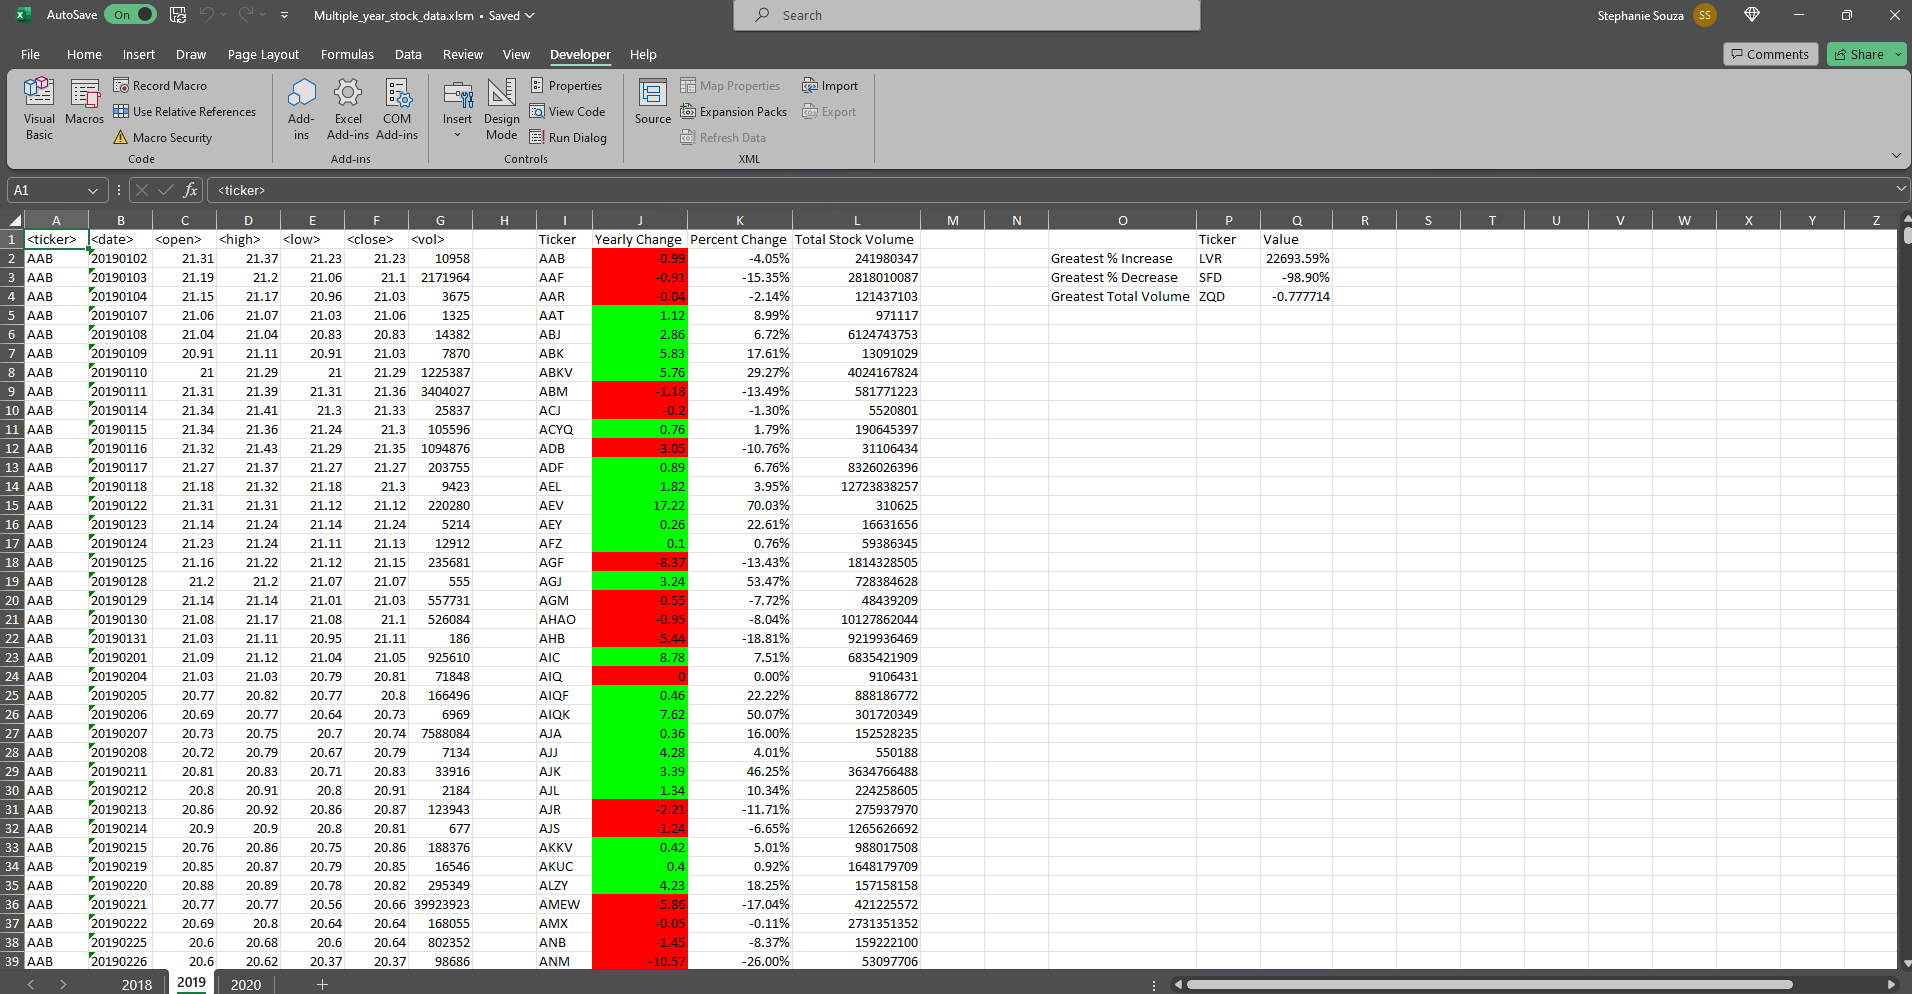 AutoSave On Multiple_year_stock_data.xlsm • Saved Search Stephanie Souza SS
File Home Insert Draw Page Layout Formulas Data Review View Developer Help Comments Share
Visual Basic
Macros
Record Macro
Use Relative References
Macro Security
Code
Add-ins
Excel Add-ins
COM Add-ins
Add-ins
Insert
Design Mode
Properties
View Code
Run Dialog
Controls
Source
Map Properties
Expansion Packs
Refresh Data
Import
Export
XML
A1 fx <ticker>
A B C D E F G H I J K L M N O P Q R S T U V W X Y Z
1 <ticker> <date> <open> <high> <low> <close> <vol> Ticker Yearly Change Percent Change Total Stock Volume Ticker Value
2 AAB 20190102 21.31 21.37 21.23 21.23 10958 AAB -0.99 -4.05% 241980347 Greatest % Increase LVR 22693.59%
3 AAB 20190103 21.19 21.2 21.06 21.1 2171964 AAF -0.91 -15.35% 2818010087 Greatest % Decrease SFD -98.90%
4 AAB 20190104 21.15 21.17 20.96 21.03 3675 AAR -0.04 -2.14% 121437103 Greatest Total Volume ZQD -0.777714
5 AAB 20190107 21.06 21.07 21.03 21.06 1325 AAT 1.12 8.99% 971117
6 AAB 20190108 21.04 21.04 20.83 20.83 14382 ABJ 2.86 6.72% 6124743753
7 AAB 20190109 20.91 21.11 20.91 21.03 7870 ABK 5.83 17.61% 13091029
8 AAB 20190110 21 21.29 21 21.29 1225387 ABKV 5.76 29.27% 4024167824
9 AAB 20190111 21.31 21.39 21.31 21.36 3404027 ABM -1.18 -13.49% 581771223
10 AAB 20190114 21.34 21.41 21.3 21.33 25837 ACJ -0.2 -1.30% 5520801
11 AAB 20190115 21.34 21.36 21.24 21.3 105596 ACYQ 0.76 1.79% 190645397
12 AAB 20190116 21.32 21.43 21.29 21.35 1094876 ADB -3.05 -10.76% 31106434
13 AAB 20190117 21.27 21.37 21.27 21.27 203755 ADF 0.89 6.76% 8326026396
14 AAB 20190118 21.18 21.32 21.18 21.3 9423 AEL 1.82 3.95% 12723838257
15 AAB 20190122 21.31 21.31 21.12 21.12 220280 AEV 17.22 70.03% 310625
16 AAB 20190123 21.14 21.24 21.14 21.24 5214 AEY 0.26 22.61% 16631656
17 AAB 20190124 21.23 21.24 21.11 21.13 12912 AFZ 0.1 0.76% 59386345
18 AAB 20190125 21.16 21.22 21.12 21.15 235681 AGF -8.37 -13.43% 1814328505
19 AAB 20190128 21.2 21.2 21.07 21.07 555 AGJ 3.24 53.47% 728384628
20 AAB 20190129 21.14 21.14 21.01 21.03 557731 AGM -0.55 -7.72% 48439209
21 AAB 20190130 21.08 21.17 21.08 21.1 526084 AHAO -0.95 -8.04% 10127862044
22 AAB 20190131 21.03 21.11 20.95 21.11 186 AHB -5.44 -18.81% 9219936469
23 AAB 20190201 21.09 21.12 21.04 21.05 925610 AIC 8.78 7.51% 6835421909
24 AAB 20190204 21.03 21.03 20.79 20.81 71848 AIQ 0 0.00% 9106431
25 AAB 20190205 20.77 20.82 20.77 20.8 166496 AIQF 0.46 22.22% 888186772
26 AAB 20190206 20.69 20.77 20.64 20.73 6969 AIQK 7.62 50.07% 301720349
27 AAB 20190207 20.73 20.75 20.7 20.74 7588084 AJA 0.36 16.00% 152528235
28 AAB 20190208 20.72 20.79 20.67 20.79 7134 AJJ 4.28 4.01% 550188
29 AAB 20190211 20.81 20.83 20.71 20.83 33916 AJK 3.39 46.25% 3634766488
30 AAB 20190212 20.8 20.91 20.8 20.91 2184 AJL 1.34 10.34% 224258605
31 AAB 20190213 20.86 20.92 20.86 20.87 123943 AJR -2.21 -11.71% 275937970
32 AAB 20190214 20.9 20.9 20.8 20.81 677 AJS -1.24 -6.65% 1265626692
33 AAB 20190215 20.76 20.86 20.75 20.86 188376 AKKV 0.42 5.01% 988017508
34 AAB 20190219 20.85 20.87 20.79 20.85 16546 AKUC 0.4 0.92% 1648179709
35 AAB 20190220 20.88 20.89 20.78 20.82 295349 ALZY 4.23 18.25% 157158158
36 AAB 20190221 20.77 20.77 20.56 20.66 39923923 AMEW -5.86 -17.04% 421225572
37 AAB 20190222 20.69 20.8 20.64 20.64 168055 AMX -0.05 -0.11% 2731351352
38 AAB 20190225 20.6 20.68 20.6 20.64 802352 ANB -1.45 -8.37% 159222100
39 AAB 20190226 20.6 20.62 20.37 20.37 98686 ANM -10.57 -26.00% 53097706
2018 2019 2020